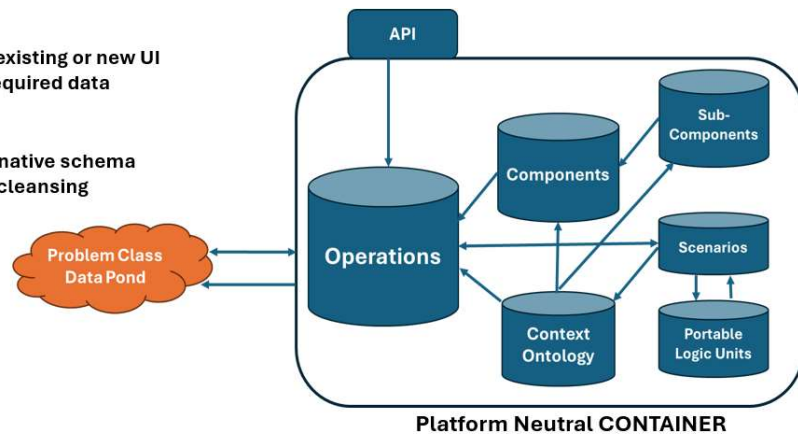 API
existing or new UI
equired data
native schema
cleansing
Sub-
Components
Components
Operations
Scenarios
Problem Class
Data Pond
Context
Ontology
Portable
Logic Units
Platform Neutral CONTAINER